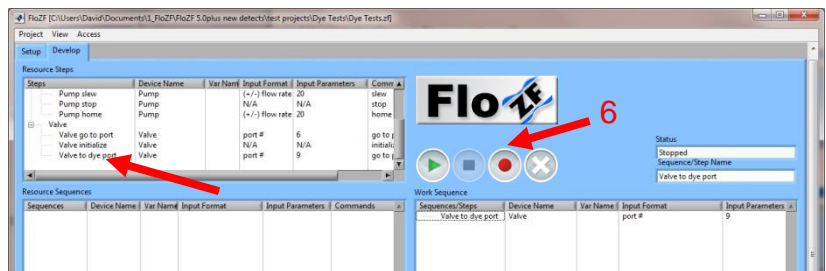 FloZF [C:\Users\David\Documents\1_FloZF\FloZF 5.0plus new detects\test projects\Dye Tests\Dye Tests.zf]
Project View Access
Setup Develop
Resource Steps
Steps Device Name Var Nam Input Format Input Parameters Comm
Pump slew Pump (+/-) flow rate 20 slew
Pump stop Pump N/A N/A stop
Pump home Pump (+/-) flow rate 20 home
Valve
Valve go to port Valve port # 6 go to p
Valve initialize Valve N/A N/A initiali
Valve to dye port Valve port # 9 go to p
Flo ZF
6
Status
Stopped
Sequence/Step Name
Valve to dye port
Resource Sequences
Sequences Device Name Var Name Input Format Input Parameters Commands
Work Sequence
Sequences/Steps Device Name Var Name Input Format Input Parameters
Valve to dye port Valve port # 9